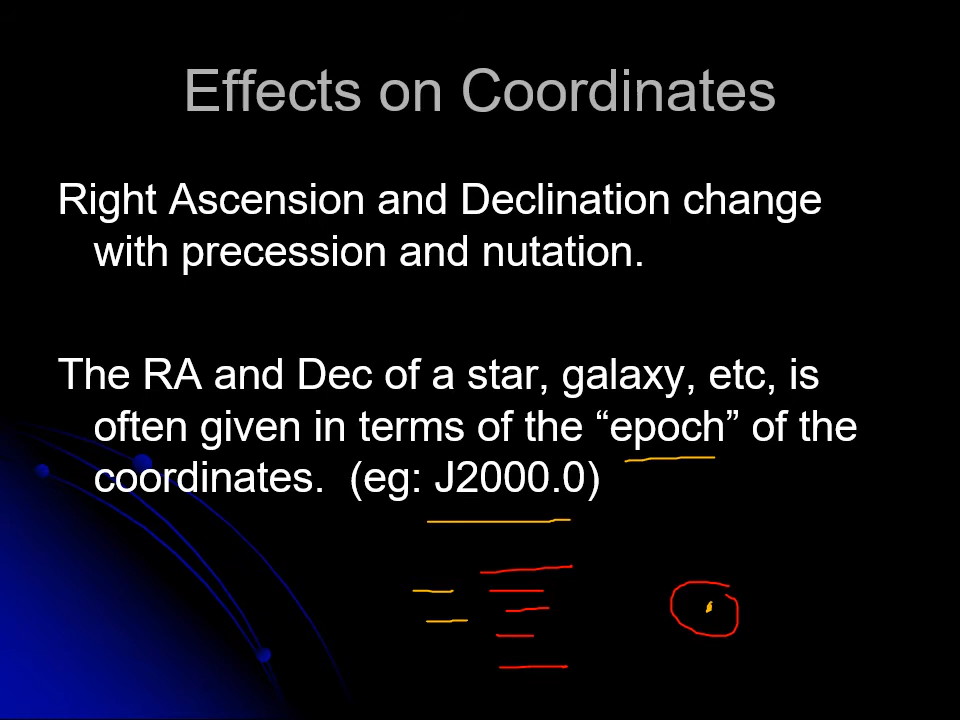 Effects on Coordinates
Right Ascension and Declination change
with precession and nutation.
The RA and Dec of a star, galaxy, etc, is
often given in terms of the “epoch” of the
coordinates. (eg: J2000.0)